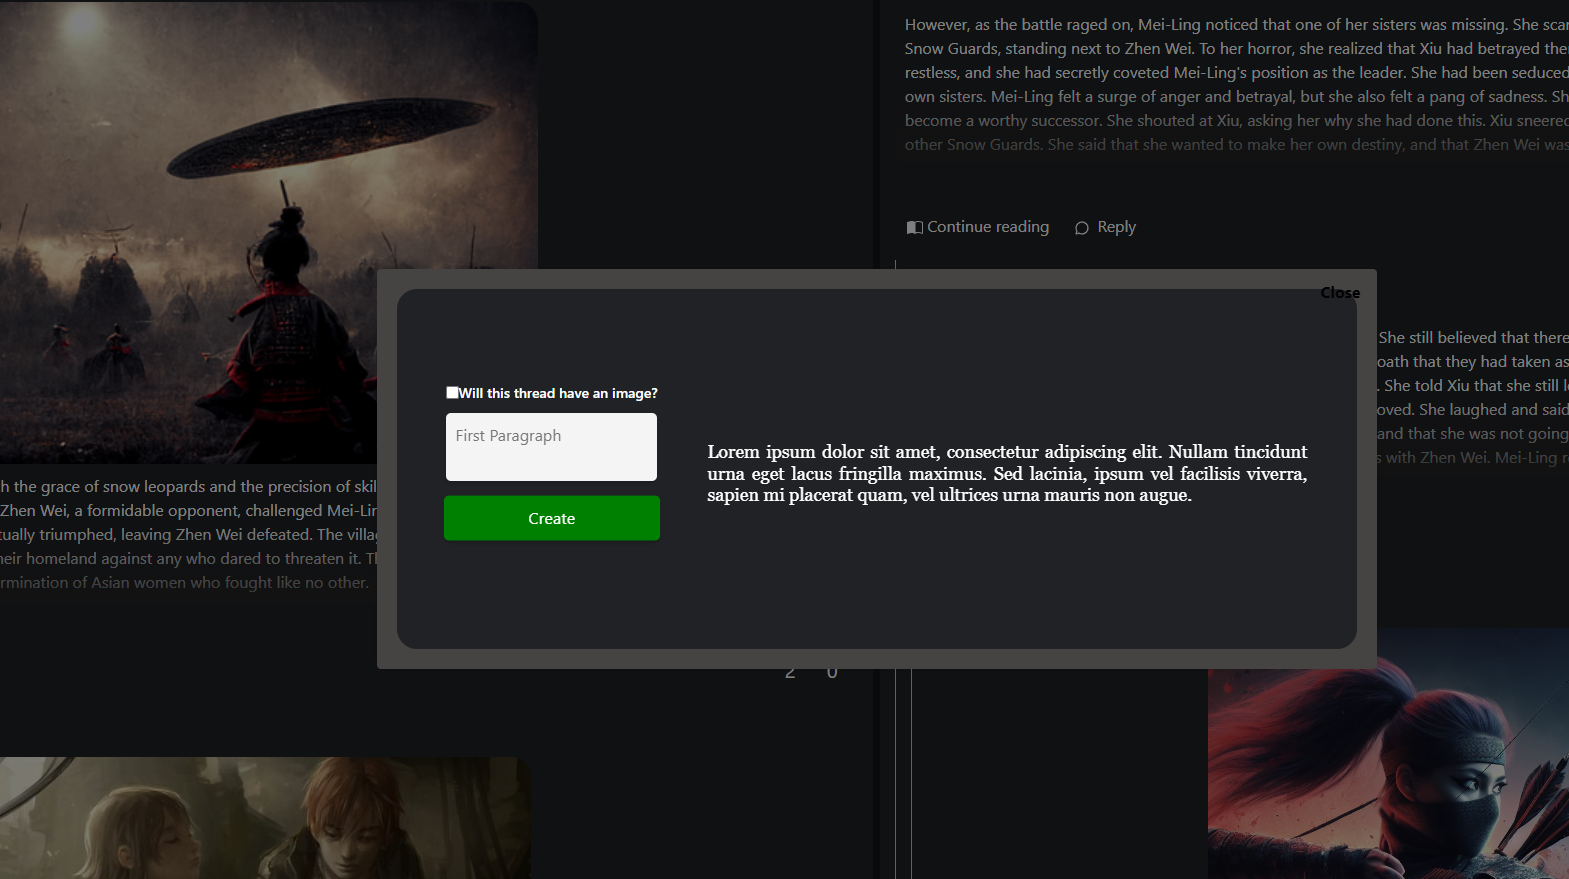 However, as the battle raged on, Mei-Ling noticed that one of her sisters was missing. She
Snow Guards, standing next to Zhen Wei. To her horror, she realized that Xiu had betrayed
restless, and she had secretly coveted Mei-Ling's position as the leader. She had been seduced
own sisters. Mei-Ling felt a surge of anger and betrayal, but she also felt a pang of sadness.
become a worthy successor. She shouted at Xiu, asking her why she had done this. Xiu sneered
other Snow Guards. She said that she wanted to make her own destiny, and that Zhen Wei was
Continue reading Reply
Close
She still believed that there
oath that they had taken as
. She told Xiu that she still
oved. She laughed and said
and that she was not going
s with Zhen Wei. Mei-Ling
Will this thread have an image?
First Paragraph
Create
Lorem ipsum dolor sit amet, consectetur adipiscing elit. Nullam tincidunt
urna eget lacus fringilla maximus. Sed lacinia, ipsum vel facilisis viverra,
sapien mi placerat quam, vel ultrices urna mauris non augue.
h the grace of snow leopards and the precision of skil
Zhen Wei, a formidable opponent, challenged Mei-Lin
tually triumphed, leaving Zhen Wei defeated. The villag
heir homeland against any who dared to threaten it.
rmination of Asian women who fought like no other.
2 0